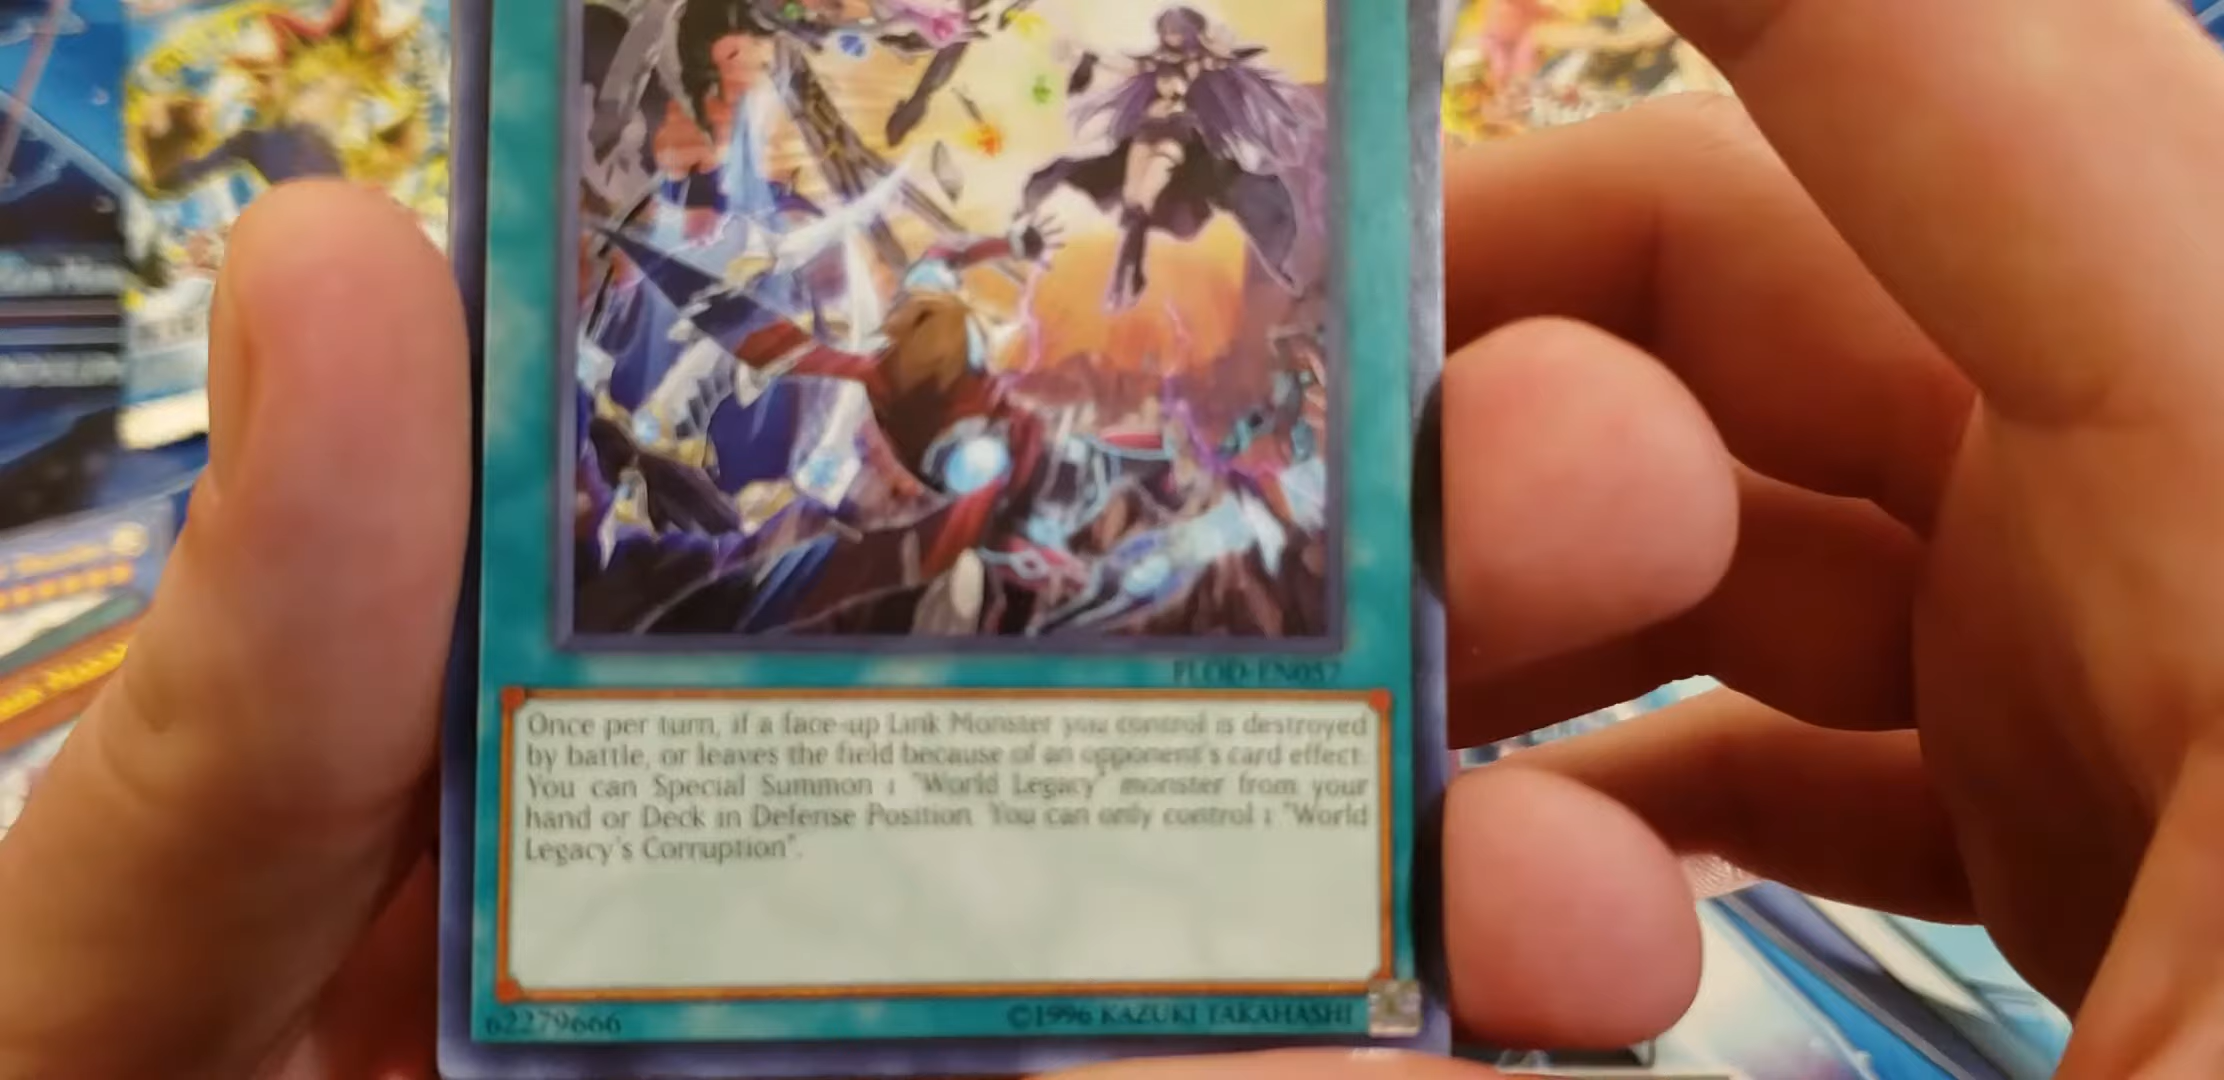 FLOD-EN057
Once per turn, if a face-up Link Monster you control is destroyed
by battle, or leaves the field because of an opponent's card effect:
You can Special Summon 1 "World Legacy" monster from your
hand or Deck in Defense Position. You can only control 1 "World
Legacy's Corruption".
62279666
©1996 KAZUKI TAKAHASHI